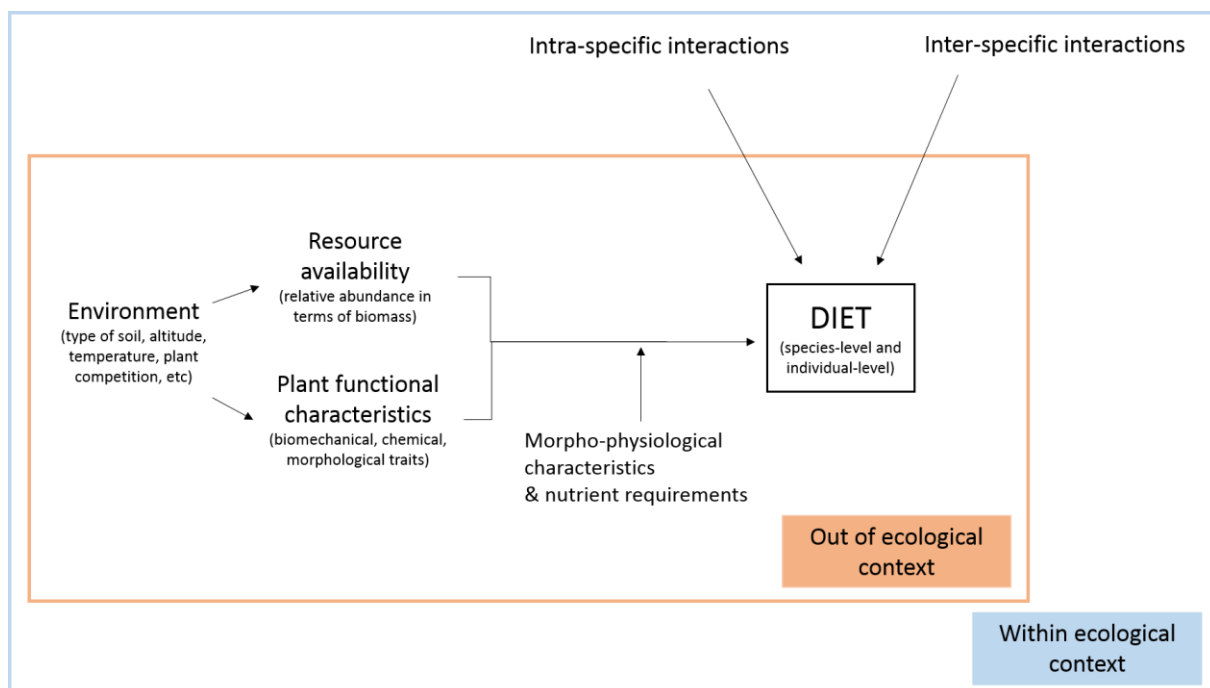 Intra-specific interactions
Inter-specific interactions
Resource
availability
(relative abundance in
terms of biomass)
Environment
(type of soil, altitude,
temperature, plant
competition, etc)
Plant functional
characteristics
(biomechanical, chemical,
morphological traits)
DIET
(species-level and
individual-level)
Morpho-physiological
characteristics
& nutrient requirements
Out of ecological
context
Within ecological
context